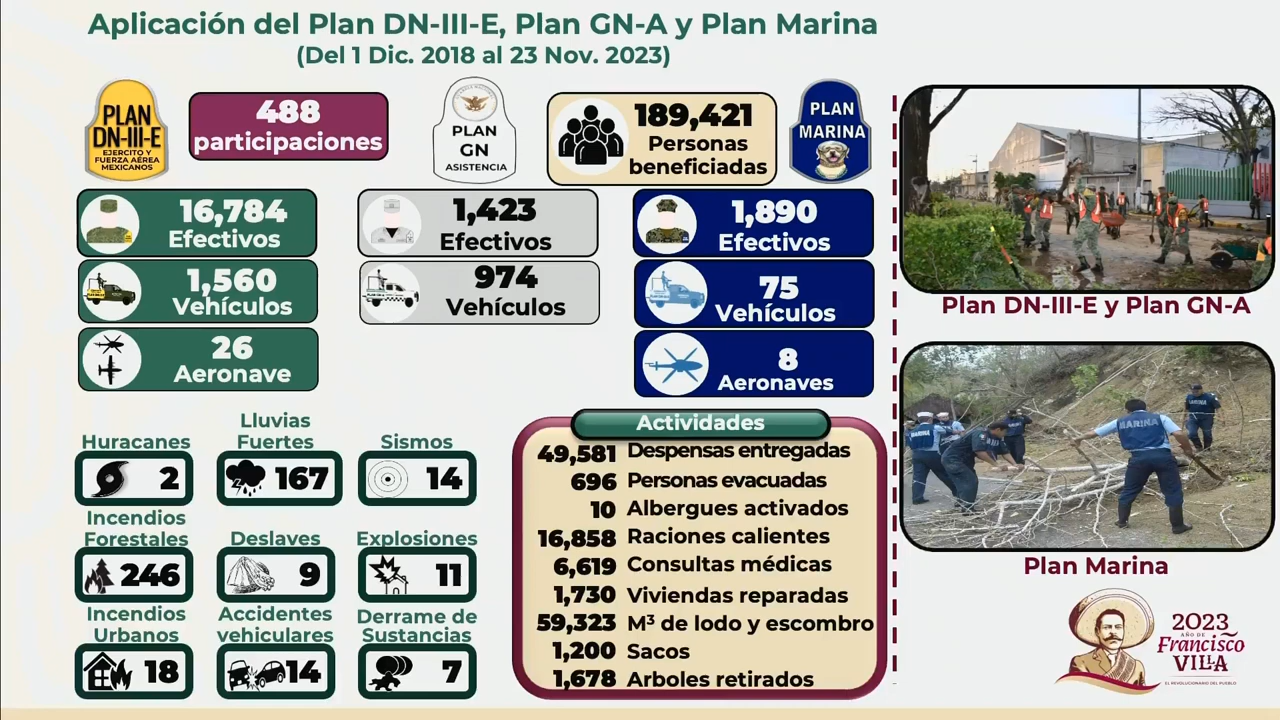 Aplicación del Plan DN-III-E, Plan GN-A y Plan Marina
(Del 1 Dic. 2018 al 23 Nov. 2023)
PLAN
DN-III-E
EJERCITO Y
FUERZA AÉREA
MEXICANOS
488
participaciones
PLAN
GN
ASISTENCIA
189,421
Personas
beneficiadas
PLAN
MARINA
16,784
Efectivos
1,423
Efectivos
1,890
Efectivos
1,560
Vehículos
974
Vehículos
75
Vehículos
26
Aeronave
8
Aeronaves
Plan DN-III-E y Plan GN-A
Huracanes
2
Lluvias
Fuertes
167
Sismos
14
Incendios
Forestales
246
Deslaves
9
Explosiones
11
Incendios
Urbanos
18
Accidentes
vehiculares
14
Derrame de
Sustancias
7
Actividades
49,581 Despensas entregadas
696 Personas evacuadas
10 Albergues activados
16,858 Raciones calientes
6,619 Consultas médicas
1,730 Viviendas reparadas
59,323 M³ de lodo y escombro
1,200 Sacos
1,678 Arboles retirados
MARINA
MARINA
Plan Marina
2023
AÑO DE
Francisco
VILLA
EL REVOLUCIONARIO DEL PUEBLO